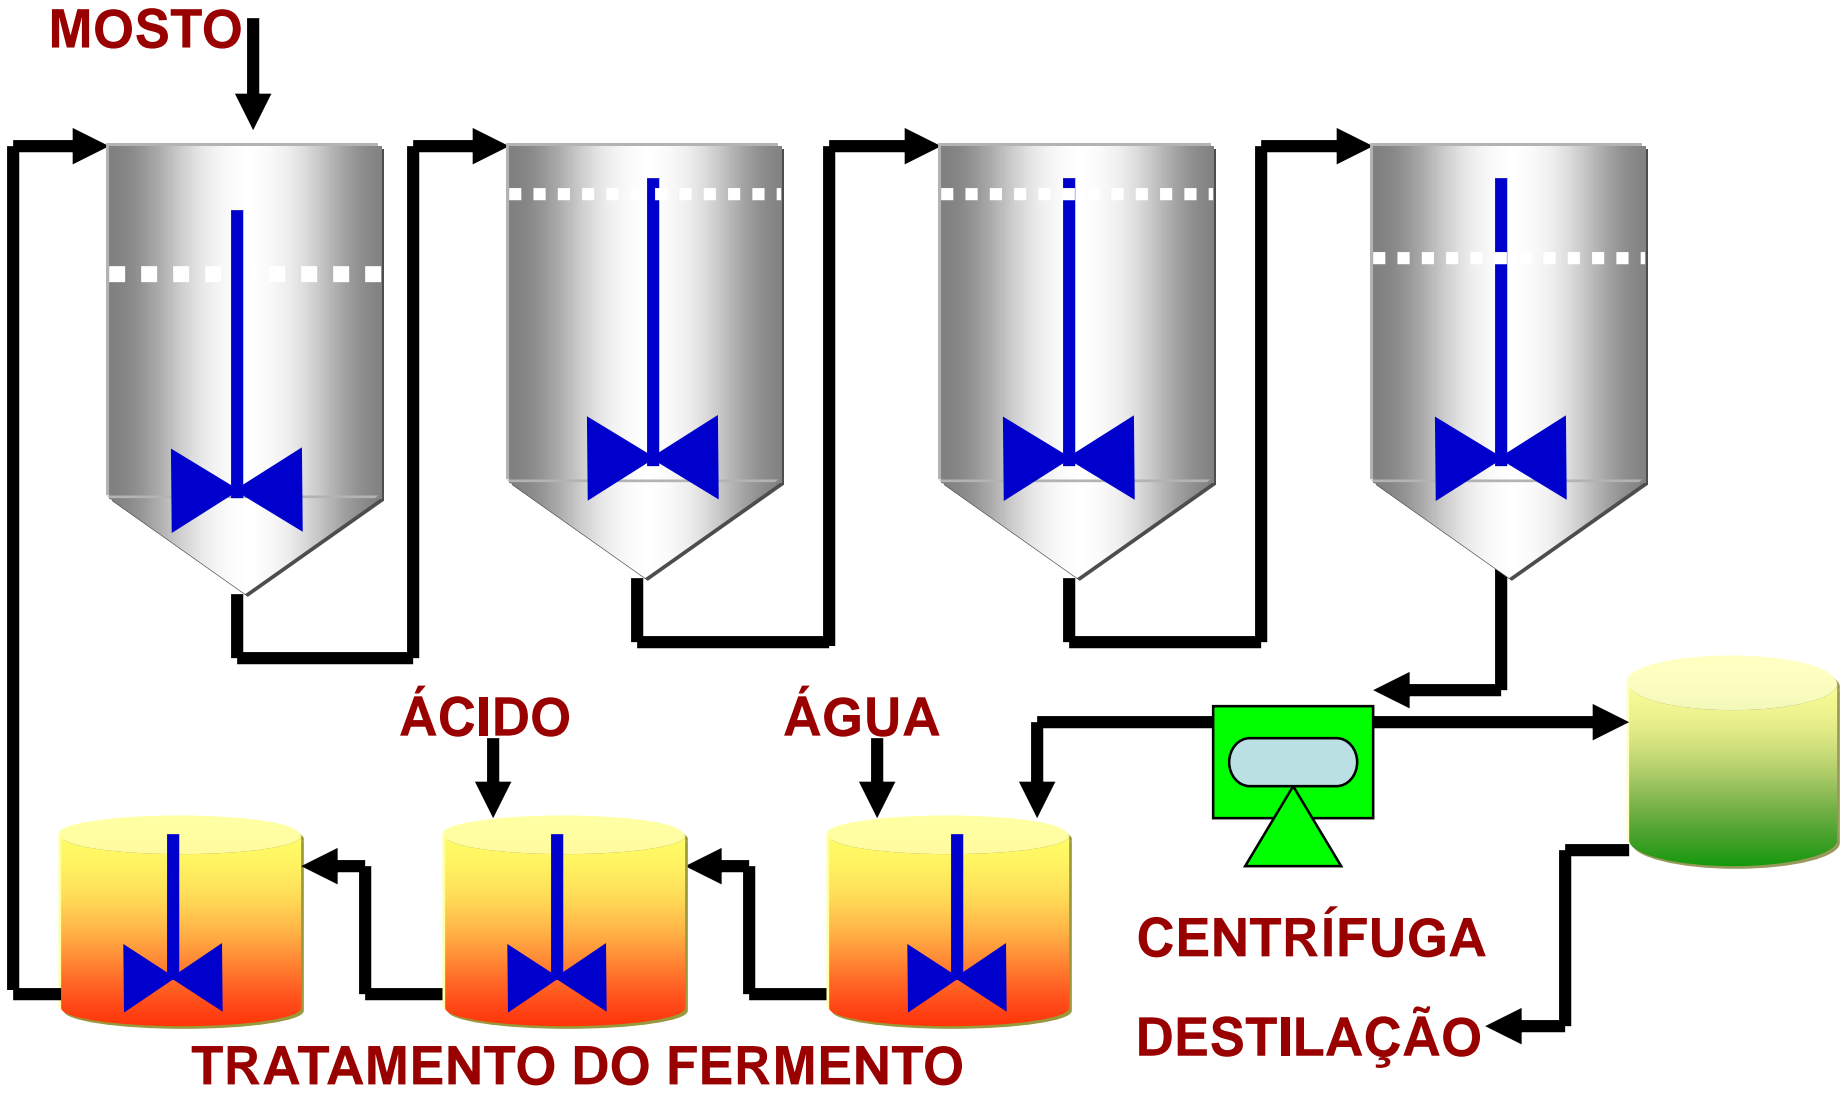 MOSTO
ÁCIDO
ÁGUA
CENTRÍFUGA
DESTILAÇÃO
TRATAMENTO DO FERMENTO